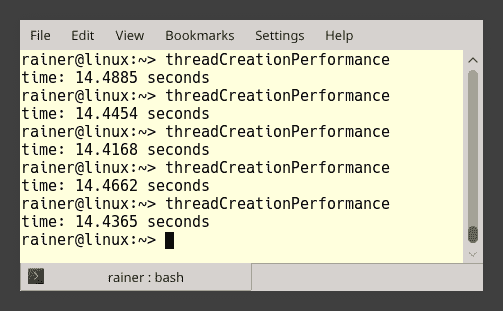 File Edit View Bookmarks Settings Help
rainer@linux:~> threadCreationPerformance
time: 14.4885 seconds
rainer@linux:~> threadCreationPerformance
time: 14.4454 seconds
rainer@linux:~> threadCreationPerformance
time: 14.4168 seconds
rainer@linux:~> threadCreationPerformance
time: 14.4662 seconds
rainer@linux:~> threadCreationPerformance
time: 14.4365 seconds
rainer@linux:~>
rainer : bash